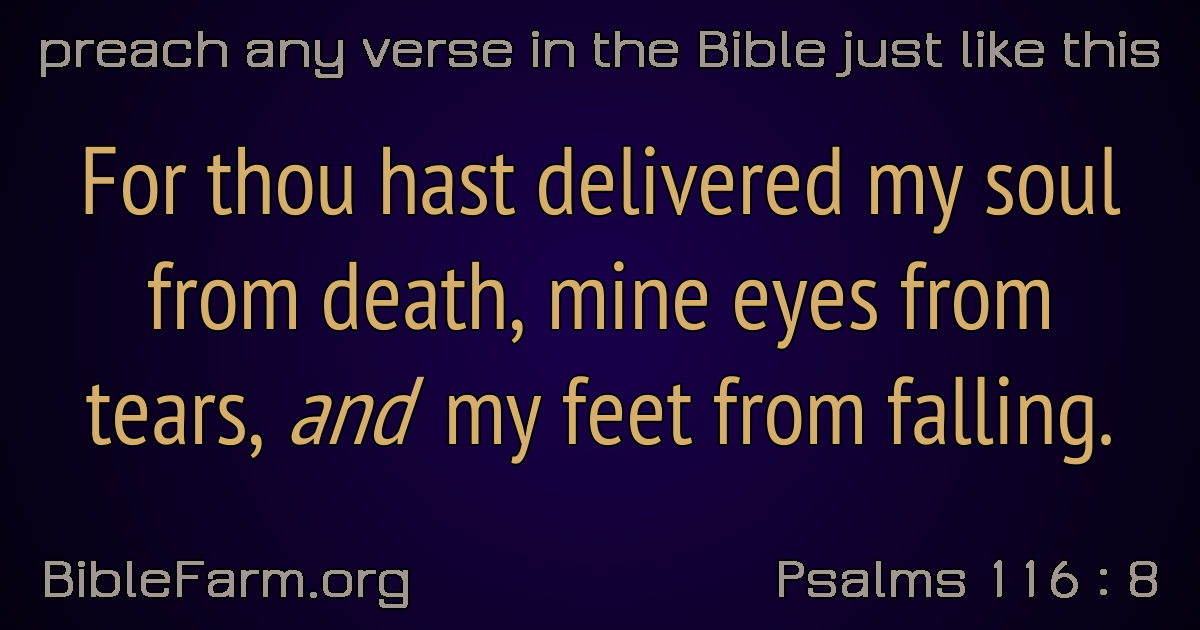 preach any verse in the Bible just like this
For thou hast delivered my soul
from death, mine eyes from
tears, and my feet from falling.
BibleFarm.org
Psalms 116 : 8